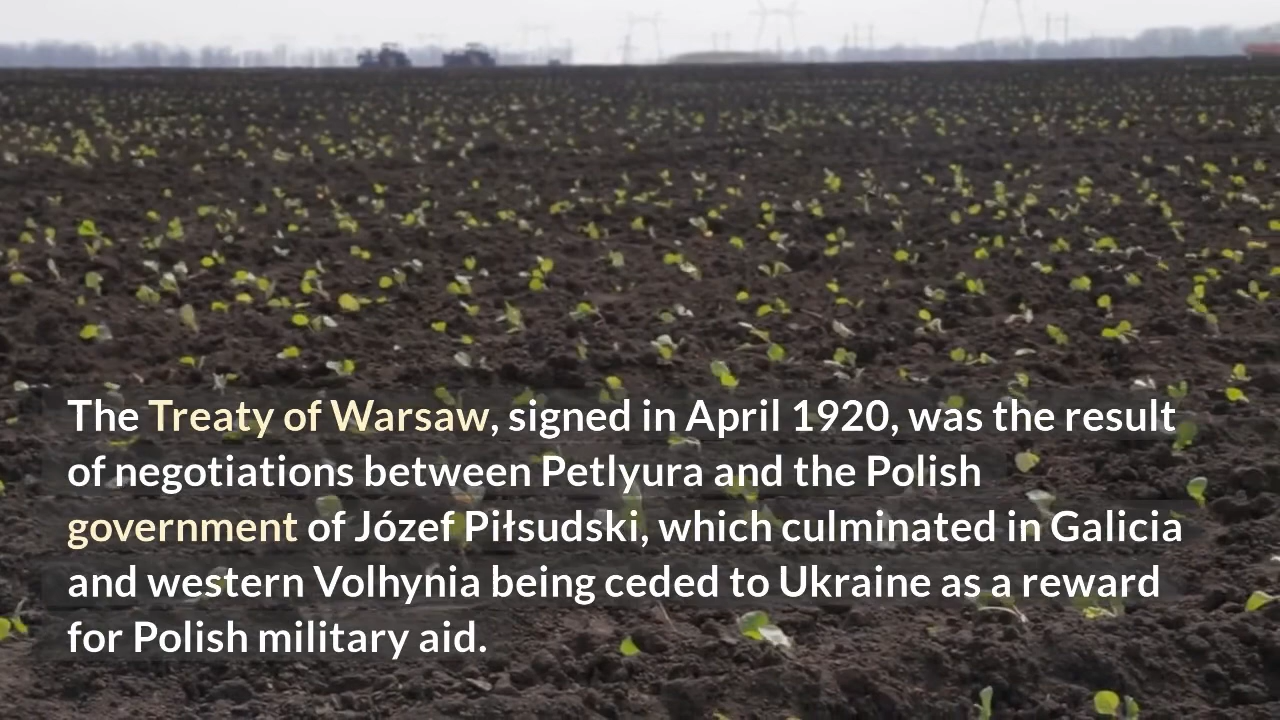 The Treaty of Warsaw, signed in April 1920, was the result
of negotiations between Petlyura and the Polish
government of Józef Piłsudski, which culminated in Galicia
and western Volhynia being ceded to Ukraine as a reward
for Polish military aid.